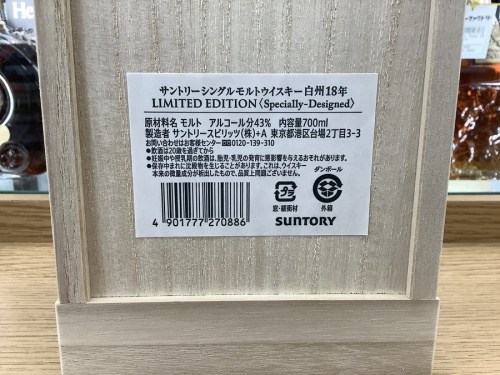 サントリーシングルモルトウイスキー 白州18年
LIMITED EDITION〈Specially-Designed〉
原材料名 モルト アルコール分43% 内容量700ml
製造者 サントリースピリッツ(株)+A 東京都港区台場2丁目3-3
お問い合わせはお客様センター 0120-139-310
●飲酒は20歳を過ぎてから
●妊娠中や授乳期の飲酒は、胎児・乳児の発育に悪影響を与えるおそれがあります。
●保存中まれに沈殿物を生じることがあります。これは、ウイスキー
本来の微量成分が析出したもので、品質上問題ございません。
ダンボール
プラ
窓・緩衝材
外箱
4 901777 270886
SUNTORY